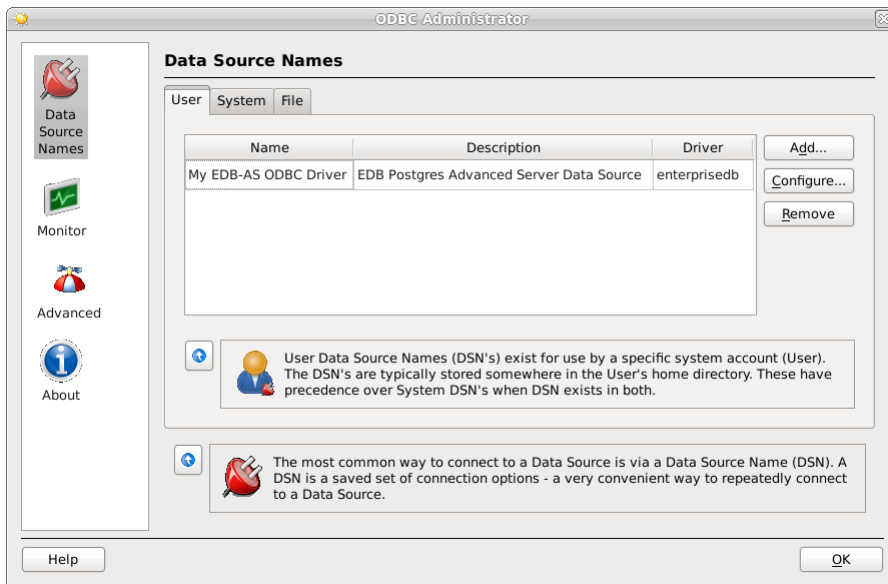 ODBC Administrator
Data
Source
Names
Monitor
Advanced
About
Data Source Names
User System File
Name Description Driver
My EDB-AS ODBC Driver EDB Postgres Advanced Server Data Source enterprisedb
Add...
Configure...
Remove
User Data Source Names (DSN's) exist for use by a specific system account (User).
The DSN's are typically stored somewhere in the User's home directory. These have
precedence over System DSN's when DSN exists in both.
The most common way to connect to a Data Source is via a Data Source Name (DSN). A
DSN is a saved set of connection options - a very convenient way to repeatedly connect
to a Data Source.
Help OK